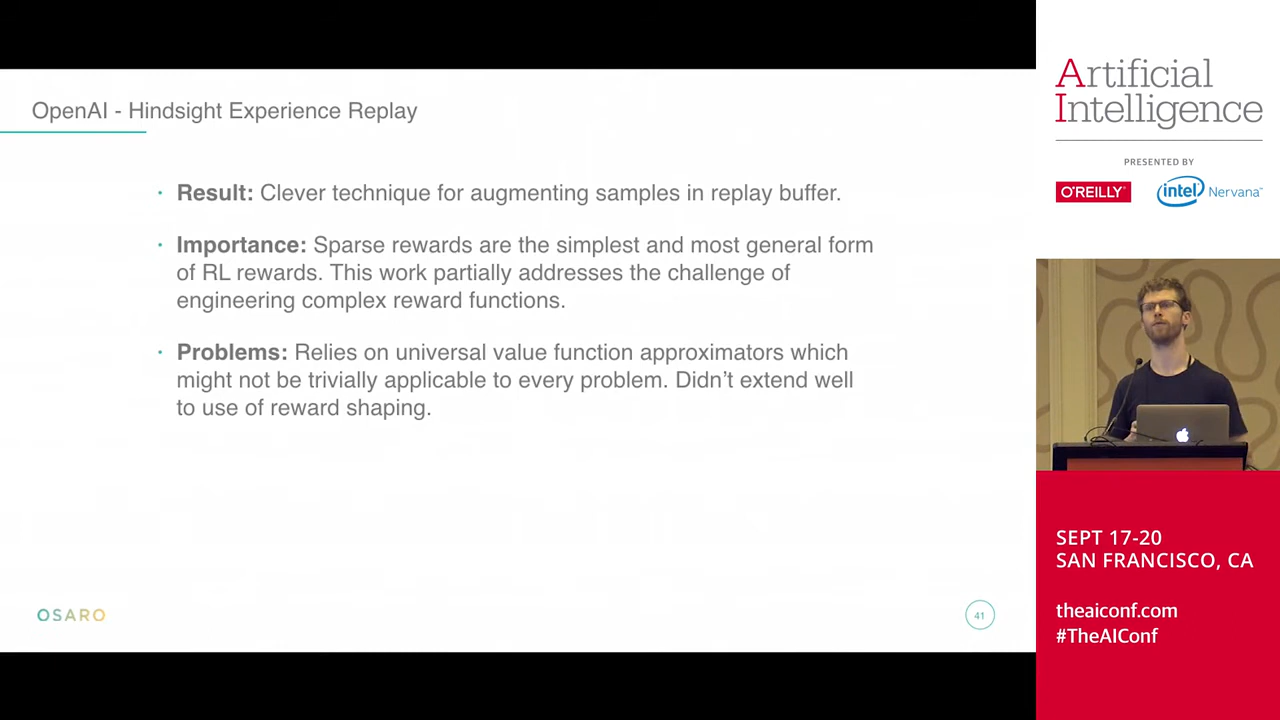 OpenAI - Hindsight Experience Replay
· Result: Clever technique for augmenting samples in replay buffer.
· Importance: Sparse rewards are the simplest and most general form
of RL rewards. This work partially addresses the challenge of
engineering complex reward functions.
· Problems: Relies on universal value function approximators which
might not be trivially applicable to every problem. Didn’t extend well
to use of reward shaping.
OSARO
41
Artificial
Intelligence
PRESENTED BY
O'REILLY®
intel Nervana™
SEPT 17-20
SAN FRANCISCO, CA
theaiconf.com
#TheAIConf